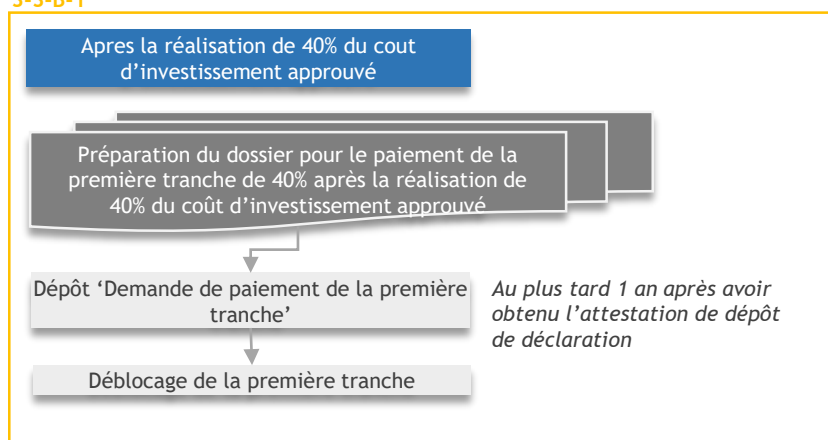 Apres la réalisation de 40% du cout
d'investissement approuvé
Préparation du dossier pour le paiement de la
première tranche de 40% après la réalisation de
40% du coût d'investissement approuvé
Dépôt 'Demande de paiement de la première
tranche'
Au plus tard 1 an après avoir
obtenu l'attestation de dépôt
de déclaration
Déblocage de la première tranche